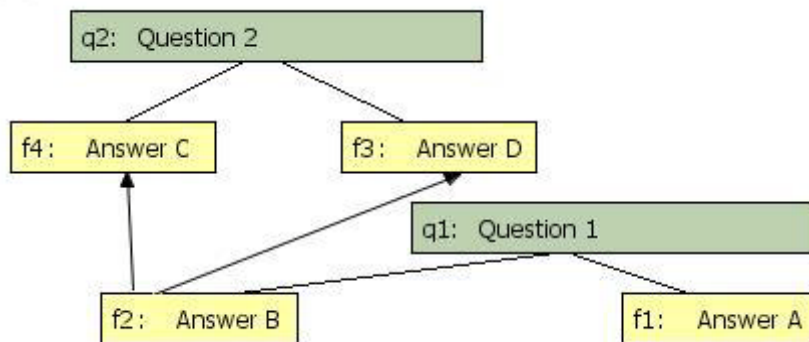 q2: Question 2
f4: Answer C
f3: Answer D
q1: Question 1
f2: Answer B
f1: Answer A